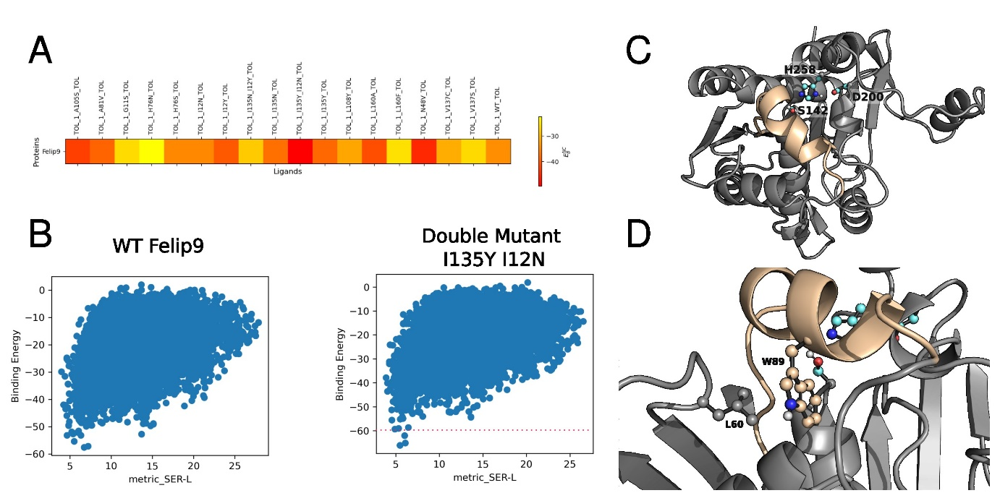 A
TOL_1_A105S_TOL
TOL_1_A81V_TOL
TOL_1_G11S_TOL
TOL_1_H76N_TOL
TOL_1_H76S_TOL
TOL_1_I12N_TOL
TOL_1_I12Y_TOL
TOL_1_I135N_I12Y_TOL
TOL_1_I135N_TOL
TOL_1_I135Y_I12N_TOL
TOL_1_I135Y_TOL
TOL_1_L108Y_TOL
TOL_1_L160A_TOL
TOL_1_L160F_TOL
TOL_1_N48V_TOL
TOL_1_V137C_TOL
TOL_1_V137S_TOL
TOL_1_WT_TOL
Proteins
Felip9
Ligands
−30
−40
B
WT Felip9
Binding Energy
0
−10
−20
−30
−40
−50
−60
5 10 15 20 25
metric_SER-L
Double Mutant
I135Y I12N
Binding Energy
0
−10
−20
−30
−40
−50
−60
5 10 15 20 25
metric_SER-L
C
H258
D200
S142
D
W89
L60